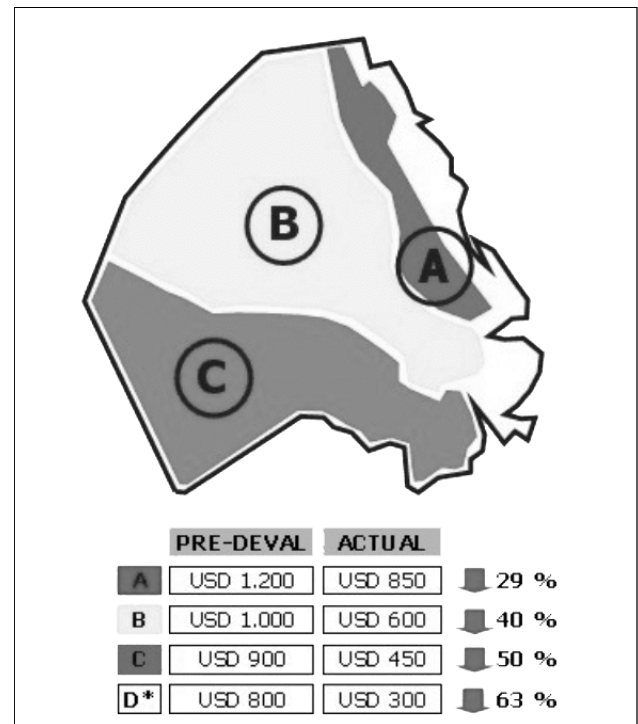 B
A
C
PRE-DEVAL ACTUAL
A USD 1.200 USD 850 29 %
B USD 1.000 USD 600 40 %
C USD 900 USD 450 50 %
D* USD 800 USD 300 63 %